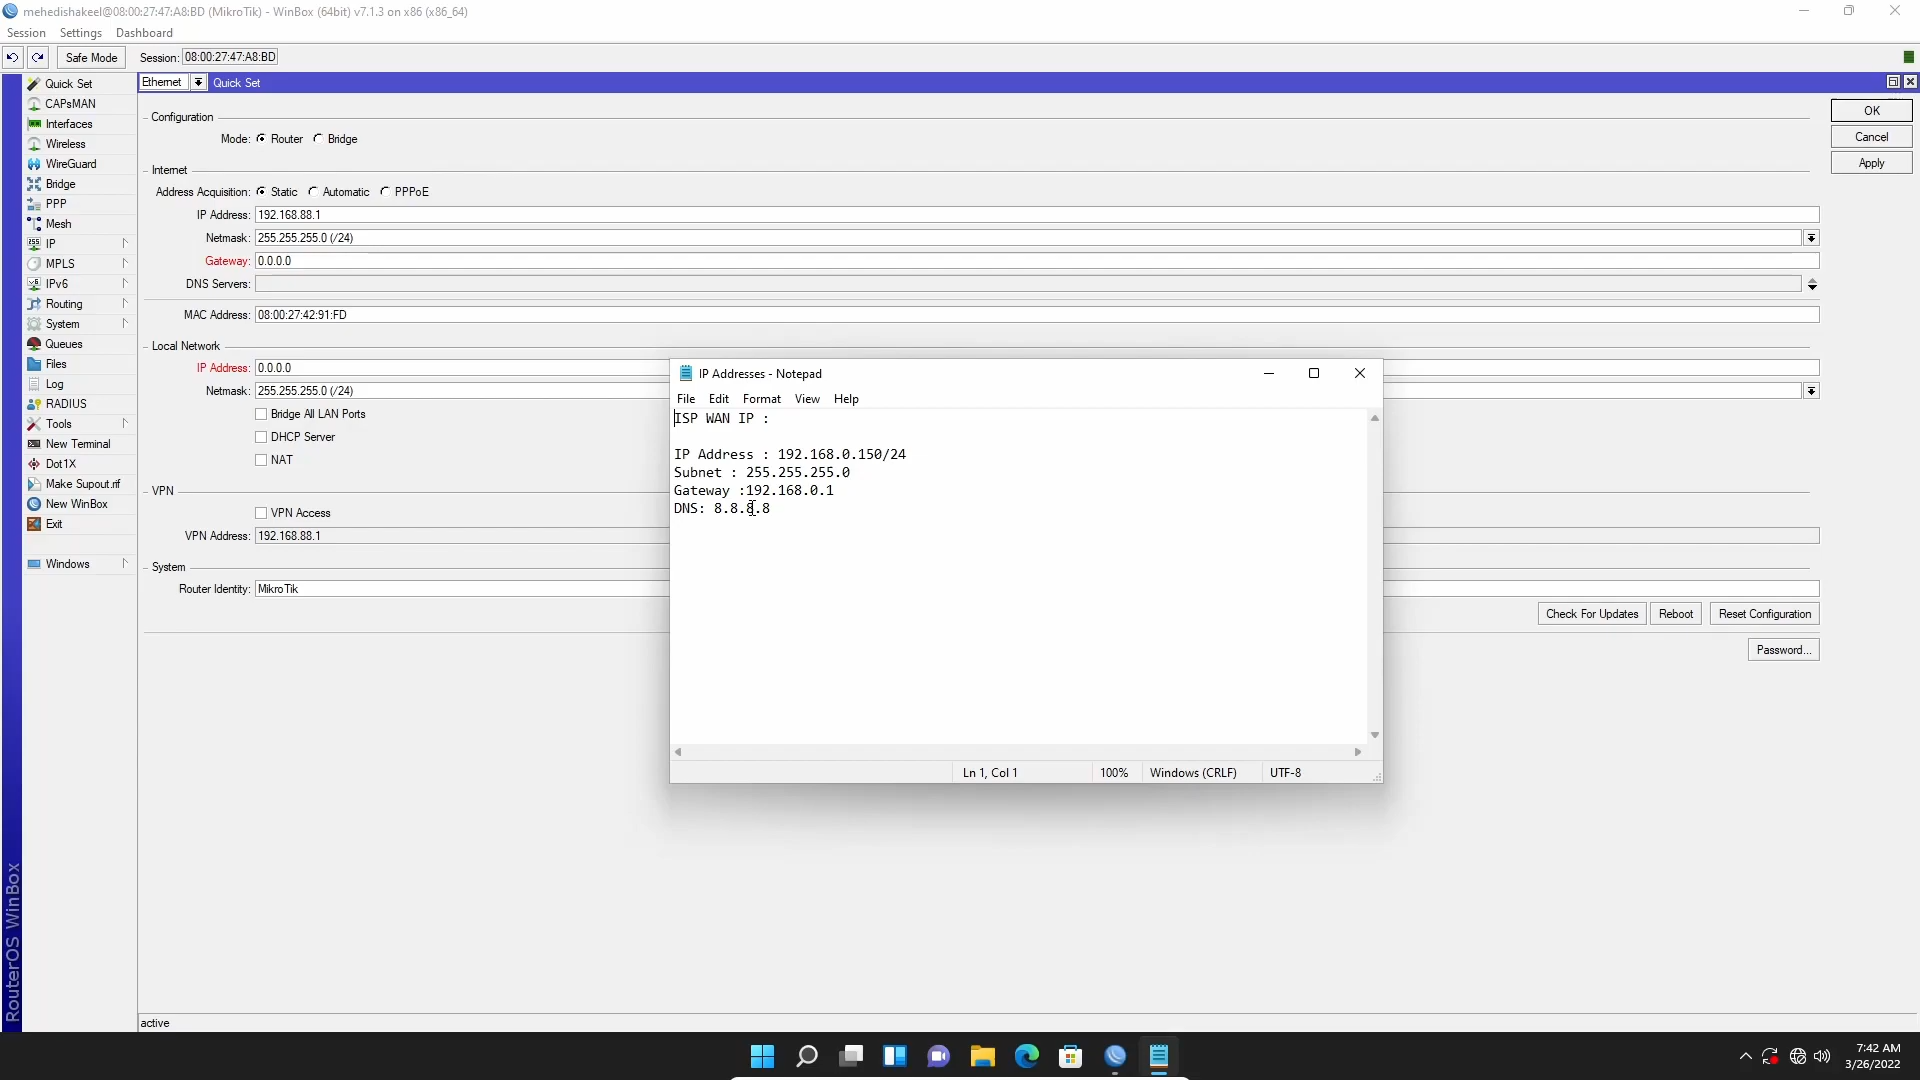 mehedishakeel@08:00:27:47:A8:BD (MikroTik) - WinBox (64bit) v7.1.3 on x86 (x86_64)
Session Settings Dashboard
Safe Mode Session: 08:00:27:47:A8:BD
Quick Set
CAPsMAN
Interfaces
Wireless
WireGuard
Bridge
PPP
Mesh
IP
MPLS
IPv6
Routing
System
Queues
Files
Log
RADIUS
Tools
New Terminal
Dot1X
Make Supout.rif
New WinBox
Exit
Windows
RouterOS WinBox
Ethernet Quick Set
Configuration
Mode: Router Bridge
Internet
Address Acquisition: Static Automatic PPPoE
IP Address: 192.168.88.1
Netmask: 255.255.255.0 (/24)
Gateway: 0.0.0.0
DNS Servers:
MAC Address: 08:00:27:42:91:FD
Local Network
IP Address: 0.0.0.0
Netmask: 255.255.255.0 (/24)
Bridge All LAN Ports
DHCP Server
NAT
VPN
VPN Access
VPN Address: 192.168.88.1
System
Router Identity: MikroTik
Check For Updates Reboot Reset Configuration
Password...
OK
Cancel
Apply
IP Addresses - Notepad
File Edit Format View Help
ISP WAN IP :
IP Address : 192.168.0.150/24
Subnet : 255.255.255.0
Gateway :192.168.0.1
DNS: 8.8.8.8
Ln 1, Col 1 100% Windows (CRLF) UTF-8
active
7:42 AM
3/26/2022